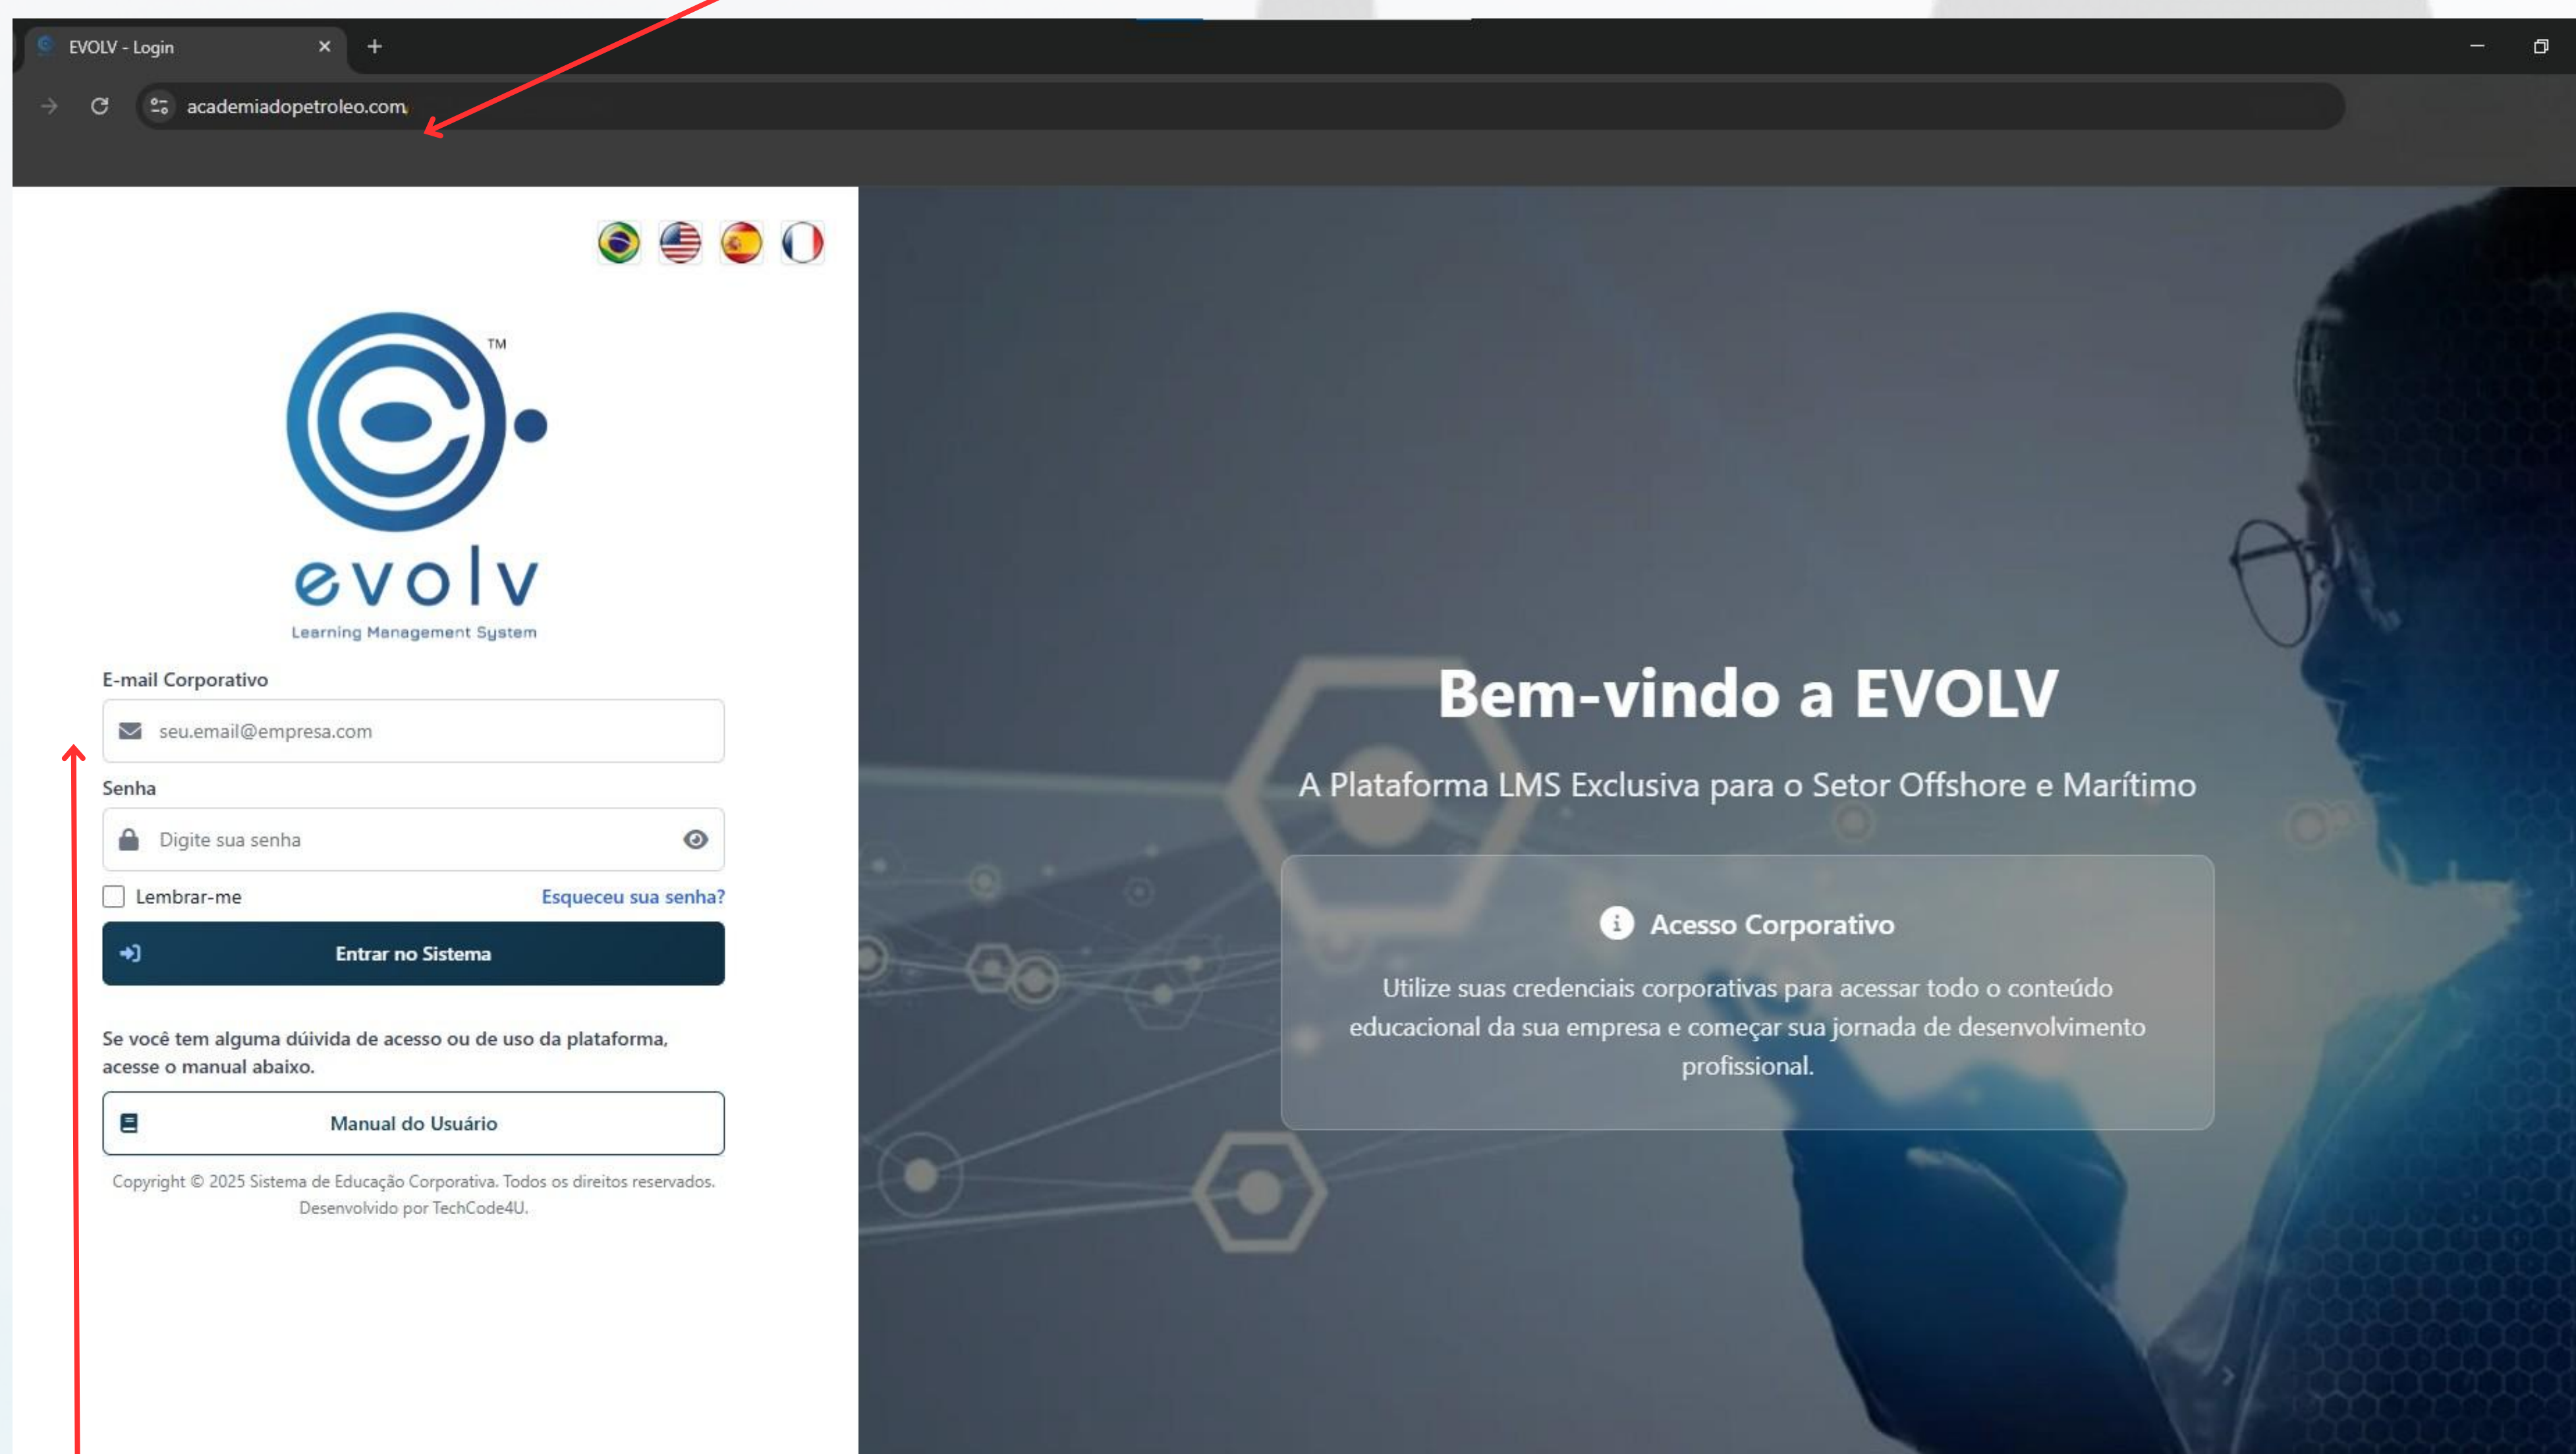 EVOLV - Login
academiadopetroleo.com
TM
evolv
Learning Management System
E-mail Corporativo
seu.email@empresa.com
Senha
Digite sua senha
Lembrar-me
Esqueceu sua senha?
Entrar no Sistema
Se você tem alguma dúivida de acesso ou de uso da plataforma,
acesse o manual abaixo.
Manual do Usuário
Copyright © 2025 Sistema de Educação Corporativa. Todos os direitos reservados.
Desenvolvido por TechCode4U.
Bem-vindo a EVOLV
A Plataforma LMS Exclusiva para o Setor Offshore e Marítimo
Acesso Corporativo
Utilize suas credenciais corporativas para acessar todo o conteúdo
educacional da sua empresa e começar sua jornada de desenvolvimento
profissional.